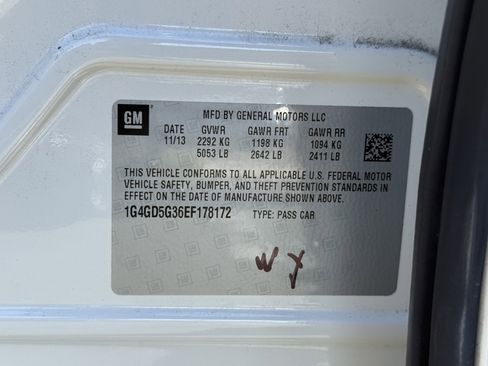 GM
MFD BY GENERAL MOTORS LLC
DATE GVWR GAWR FRT GAWR RR
11/13 2292 KG 1198 KG 1094 KG
5053 LB 2642 LB 2411 LB
THIS VEHICLE CONFORMS TO ALL APPLICABLE U.S. FEDERAL MOTOR
VEHICLE SAFETY, BUMPER, AND THEFT PREVENTION STANDARDS IN
EFFECT ON THE DATE OF MANUFACTURE SHOWN ABOVE.
1G4GD5G36EF178172 TYPE: PASS CAR
W Y